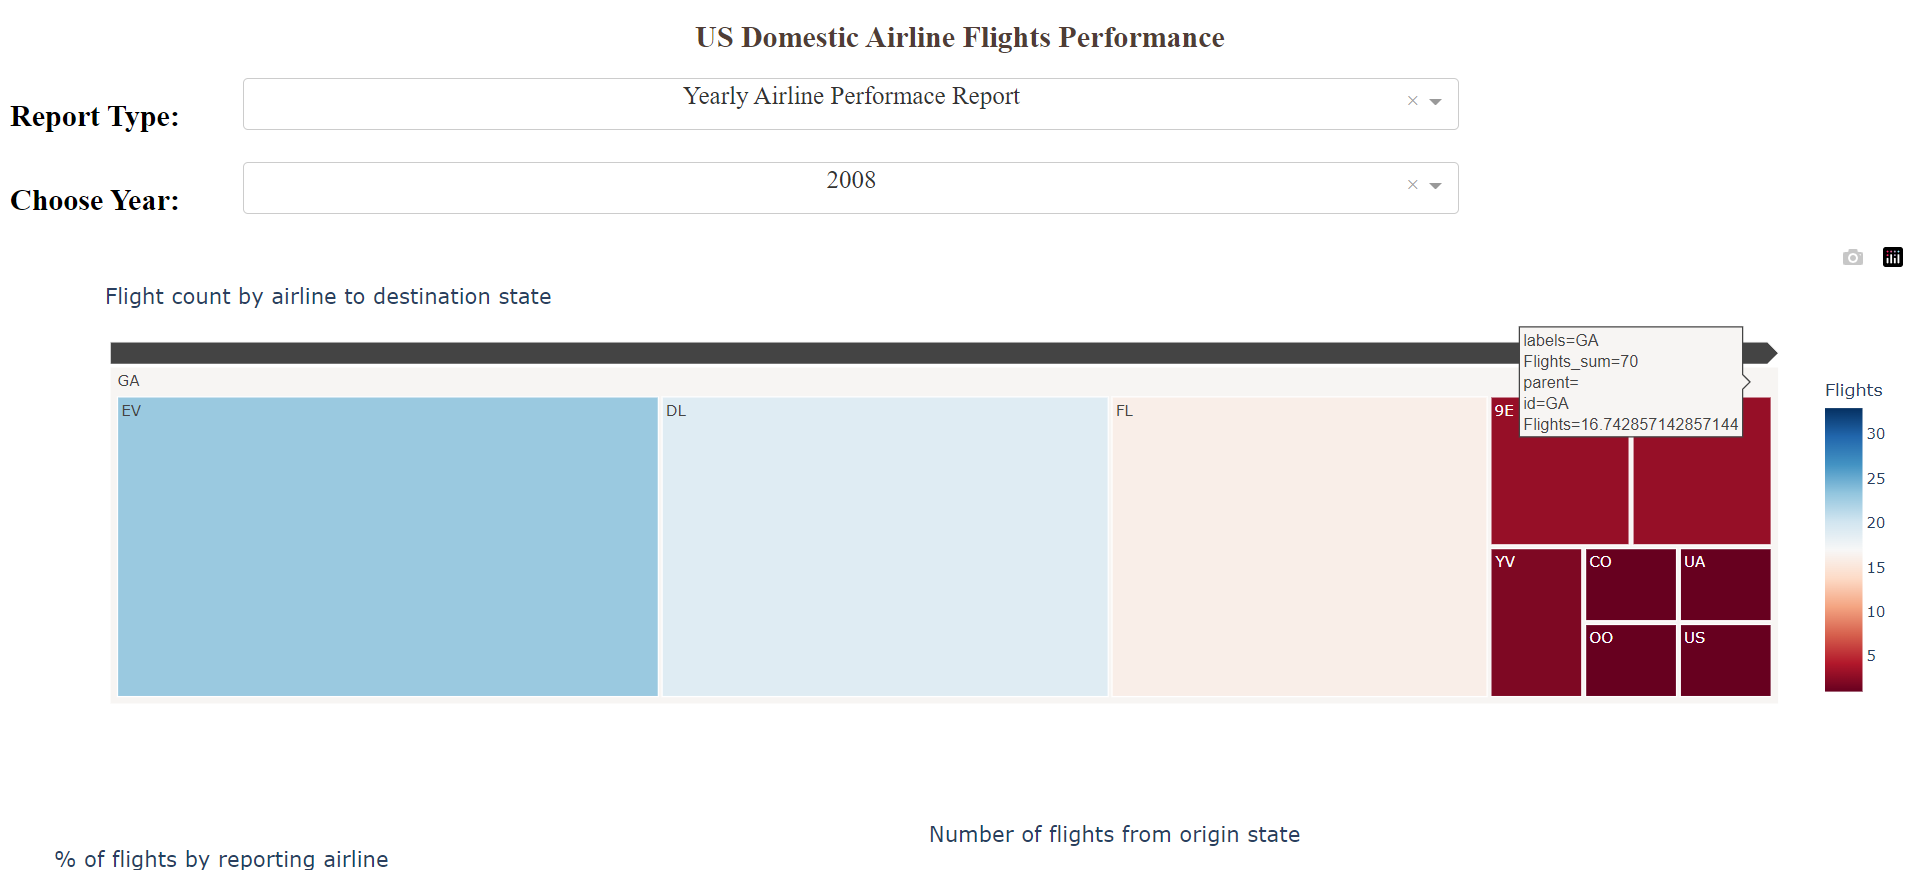 US Domestic Airline Flights Performance
Report Type:
Yearly Airline Performace Report
×
Choose Year:
2008
×
Flight count by airline to destination state
GA
labels=GA
Flights_sum=70
parent=
id=GA
Flights=16.742857142857144
EV
DL
FL
9E
YV
CO
UA
OO
US
Flights
30
25
20
15
10
5
Number of flights from origin state
% of flights by reporting airline